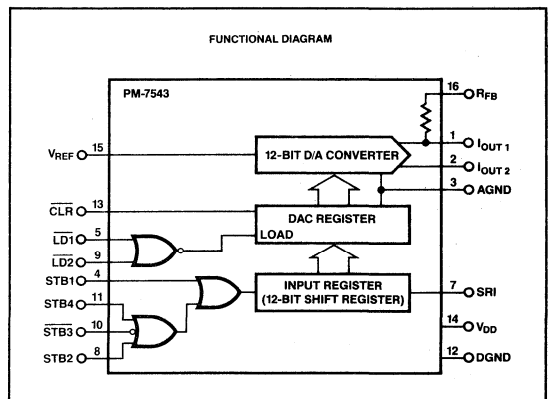 FUNCTIONAL DIAGRAM
PM-7543
16 RFB
VREF 15
12-BIT D/A CONVERTER
1 IOUT 1
2 IOUT 2
3 AGND
CLR 13
DAC REGISTER
LOAD
LD1 5
LD2 9
STB1 4
INPUT REGISTER
(12-BIT SHIFT REGISTER)
7 SRI
STB4 11
STB3 10
STB2 8
14 VDD
12 DGND